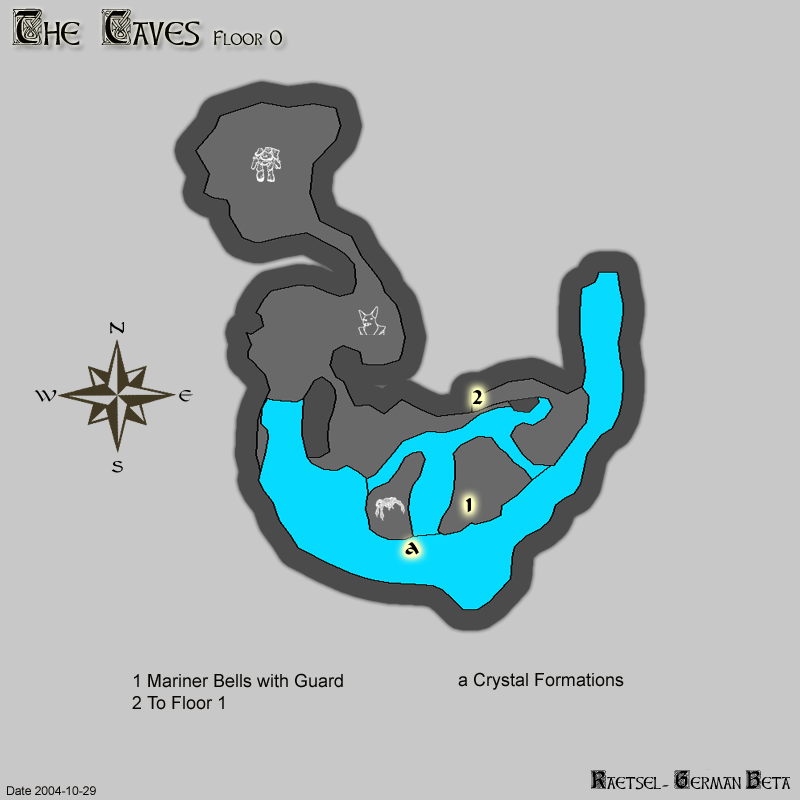 The Caves Floor 0
2
N
W E
S
1
a
1 Mariner Bells with Guard
2 To Floor 1
a Crystal Formations
Date 2004-10-29
Raetsel- German Beta